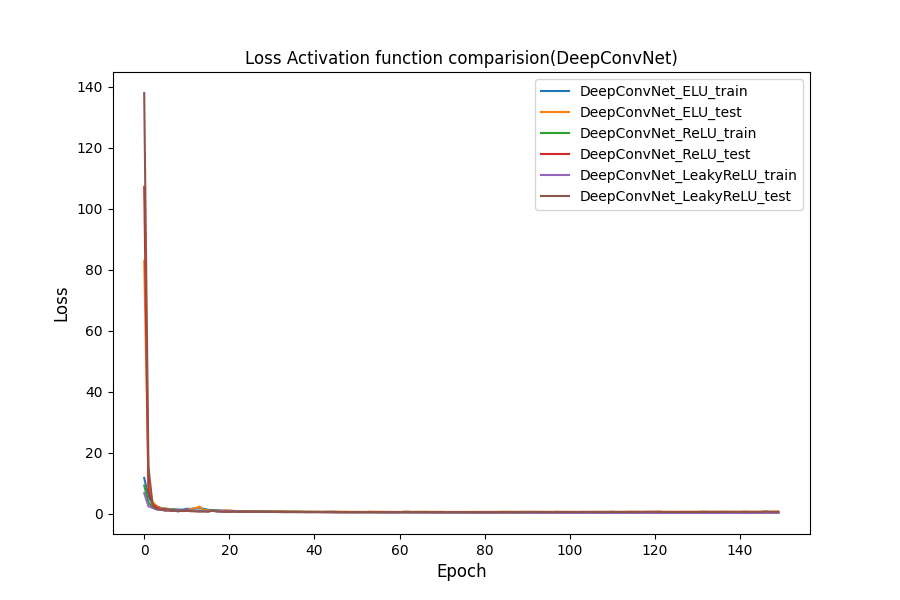 Loss Activation function comparision(DeepConvNet)
140
120
100
80
60
40
20
0
Loss
DeepConvNet_ELU_train
DeepConvNet_ELU_test
DeepConvNet_ReLU_train
DeepConvNet_ReLU_test
DeepConvNet_LeakyReLU_train
DeepConvNet_LeakyReLU_test
0 20 40 60 80 100 120 140
Epoch